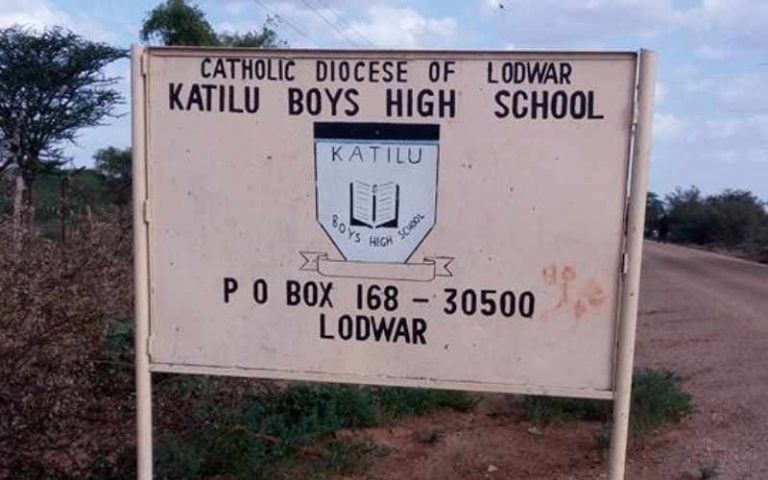 CATHOLIC DIOCESE OF LODWAR
KATILU BOYS HIGH SCHOOL
KATILU
BOYS HIGH SCHOOL
P O BOX 168 - 30500
LODWAR